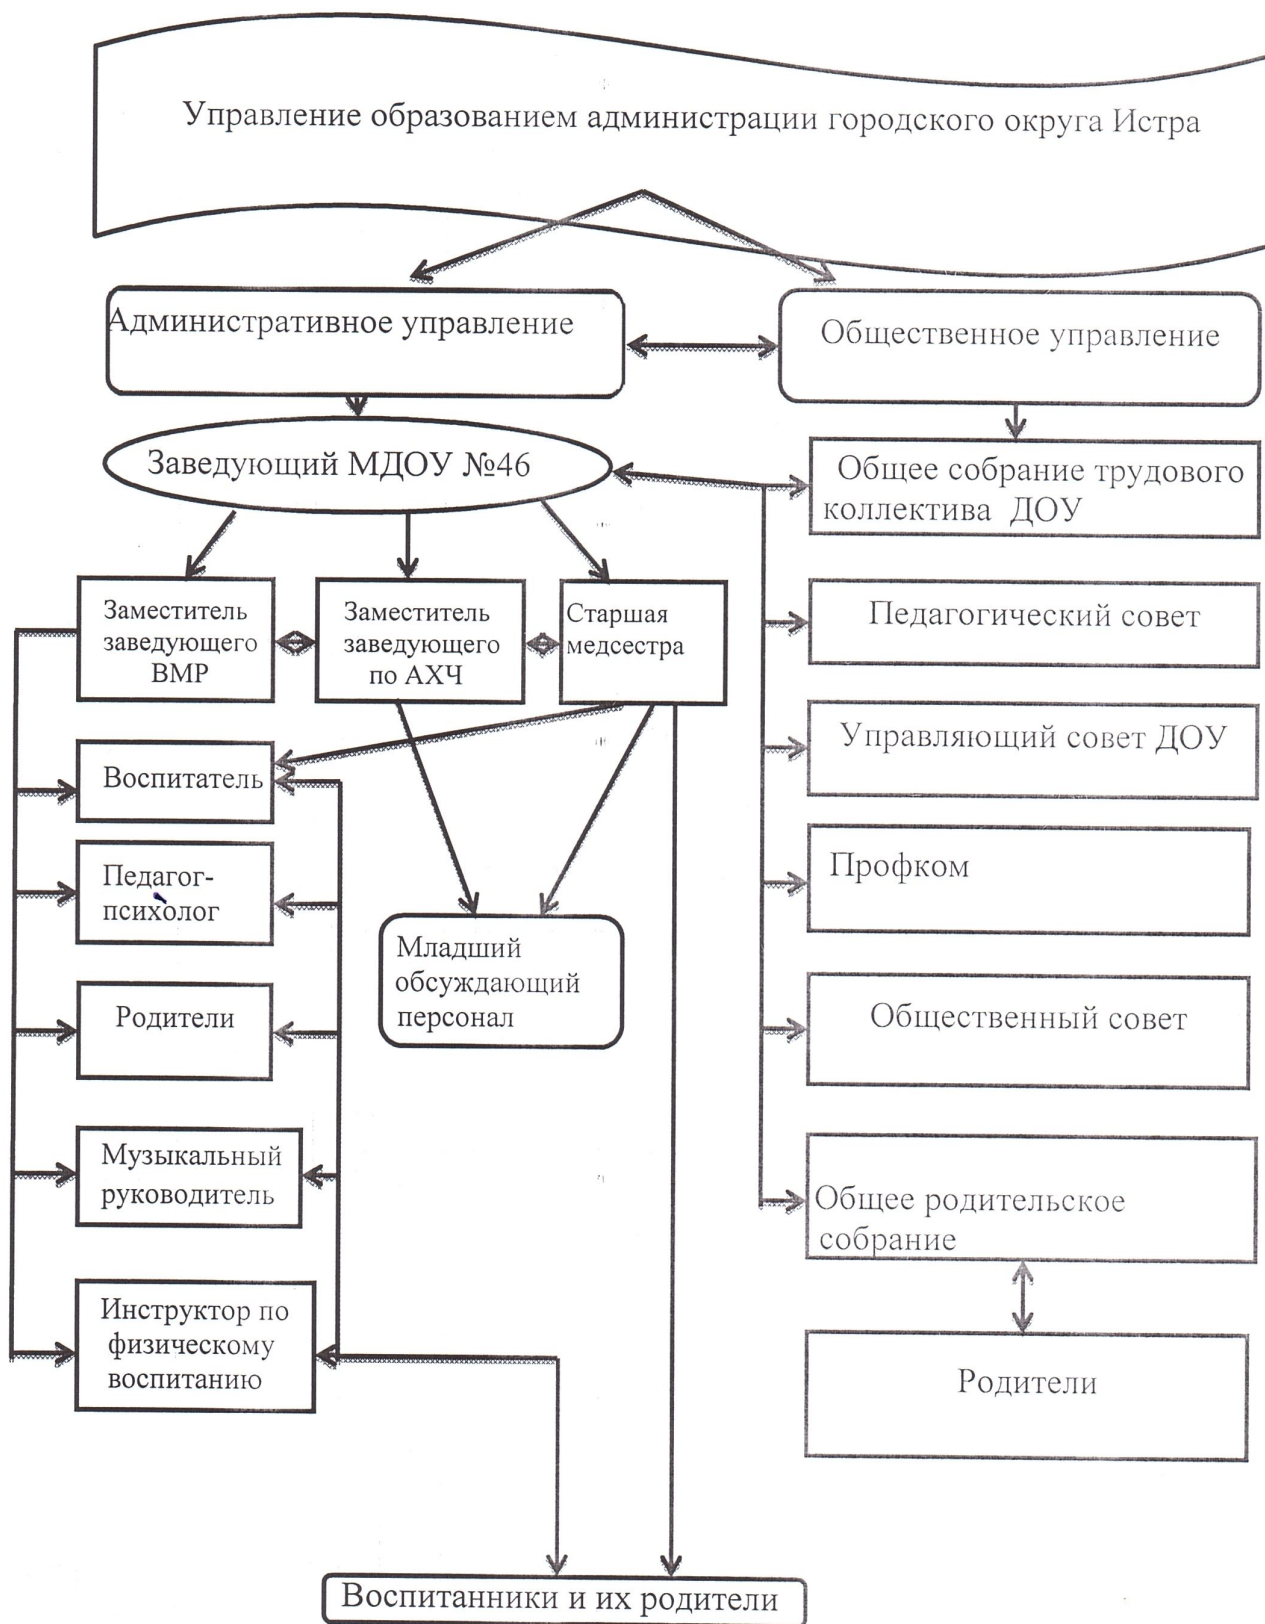 Управление образованием администрации городского округа Истра
Административное управление
Общественное управление
Заведующий МДОУ №46
Общее собрание трудового
коллектива ДОУ
Заместитель
заведующего
ВМР
Заместитель
заведующего
по АХЧ
Старшая
медсестра
Педагогический совет
Управляющий совет ДОУ
Воспитатель
Профком
Педагог-
психолог
Младший
обсуждающий
персонал
Родители
Общественный совет
Музыкальный
руководитель
Общее родительское
собрание
Инструктор по
физическому
воспитанию
Родители
Воспитанники и их родители